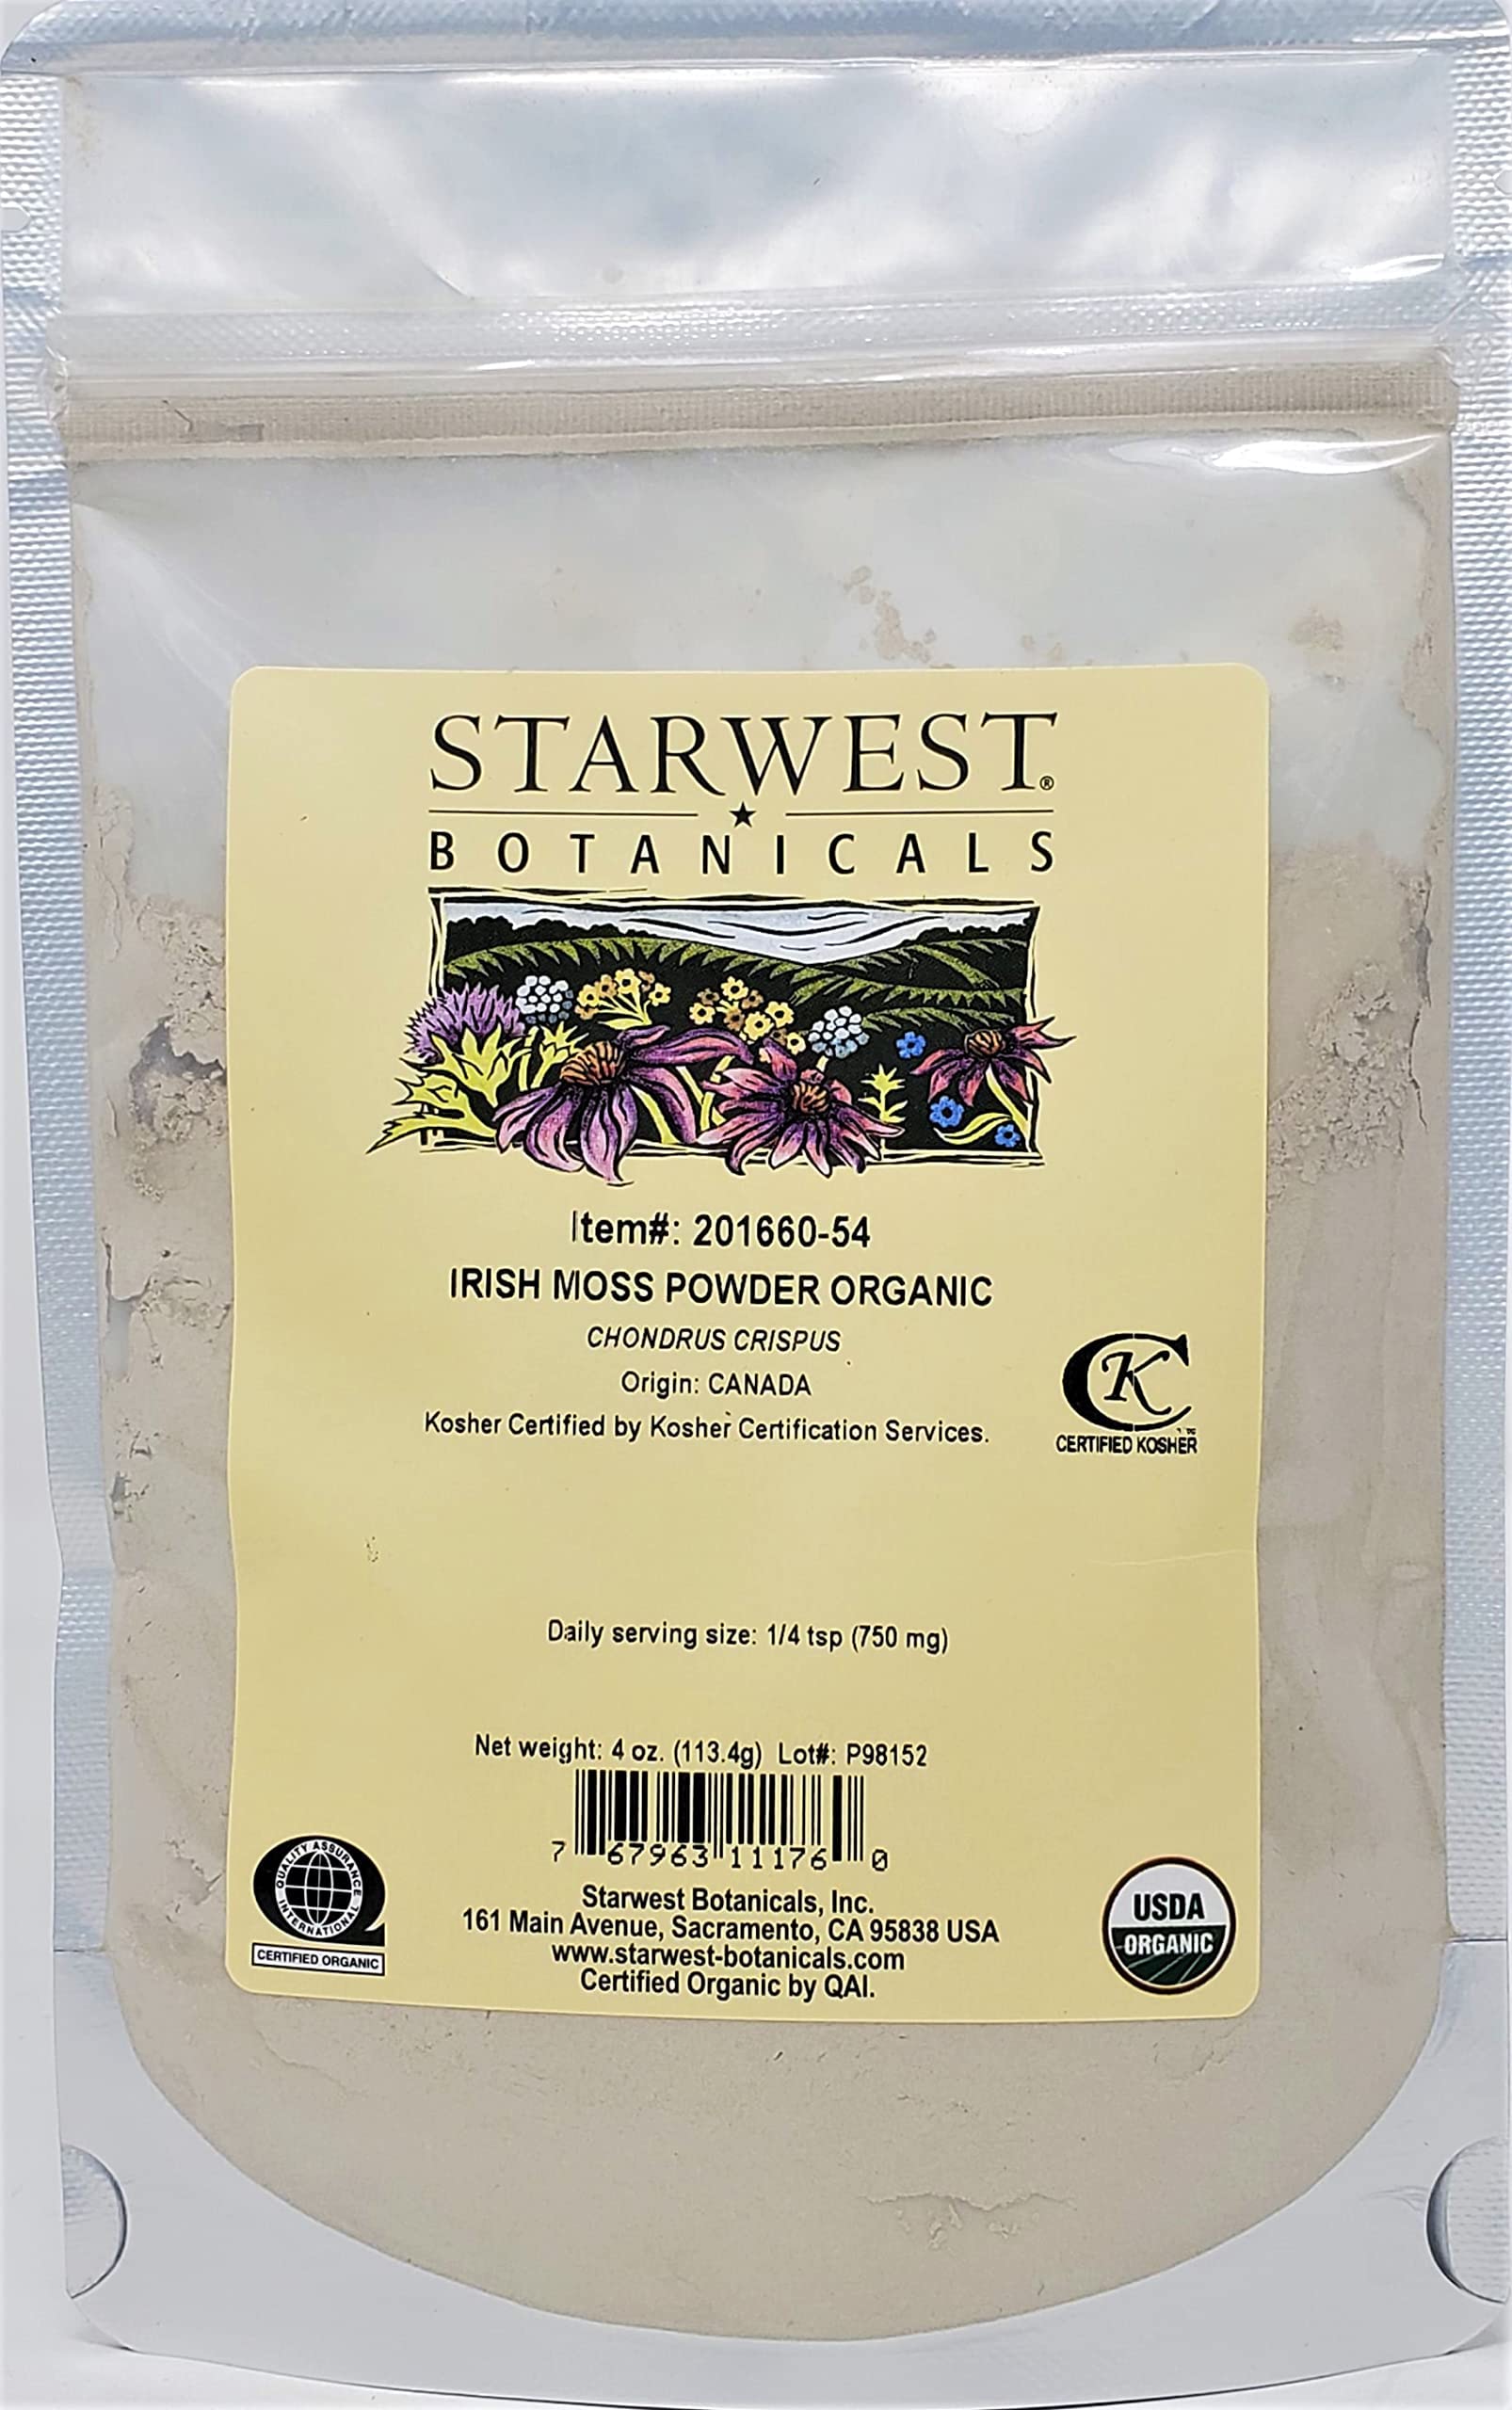 STARWEST®
BOTANICALS
Item#: 201660-54
IRISH MOSS POWDER ORGANIC
CHONDRUS CRISPUS
Origin: CANADA
Kosher Certified by Kosher Certification Services.
CK
CERTIFIED KOSHER
Daily serving size: 1/4 tsp (750 mg)
Net weight: 4 oz. (113.4g) Lot#: P98152
7 67963 11176 0
QUALITY ASSURANCE
INTERNATIONAL
CERTIFIED ORGANIC
Starwest Botanicals, Inc.
161 Main Avenue, Sacramento, CA 95838 USA
www.starwest-botanicals.com
Certified Organic by QAI.
USDA
ORGANIC